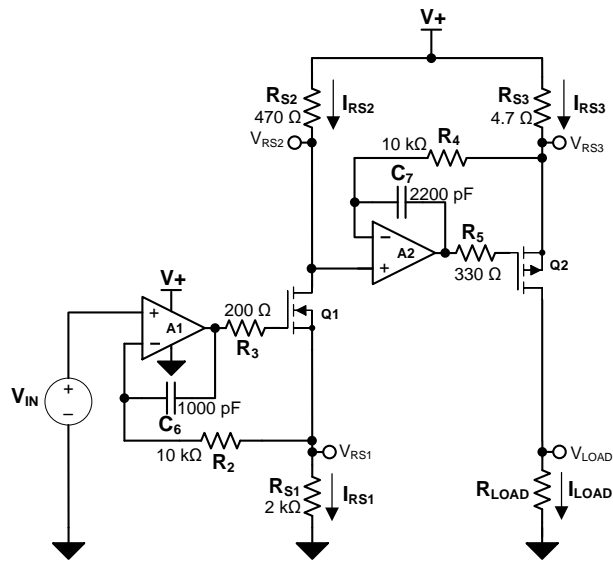 V+
RS2
470 Ω
IRS2
RS3
4.7 Ω
IRS3
VRS2
VRS3
10 kΩ
R4
C7
2200 pF
−
+
A2
R5
330 Ω
Q2
V+
+
−
A1
200 Ω
R3
Q1
VIN
+
−
1000 pF
C6
10 kΩ
R2
VRS1
RS1
2 kΩ
IRS1
VLOAD
RLOAD
ILOAD